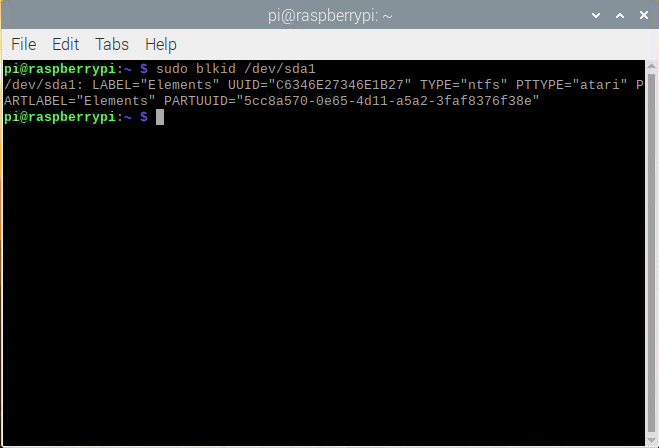 pi@raspberrypi: ~
File Edit Tabs Help
pi@raspberrypi:~ $ sudo blkid /dev/sda1
/dev/sda1: LABEL="Elements" UUID="C6346E27346E1B27" TYPE="ntfs" PTTYPE="atari" P
ARTLABEL="Elements" PARTUUID="5cc8a570-0e65-4d11-a5a2-3faf8376f38e"
pi@raspberrypi:~ $